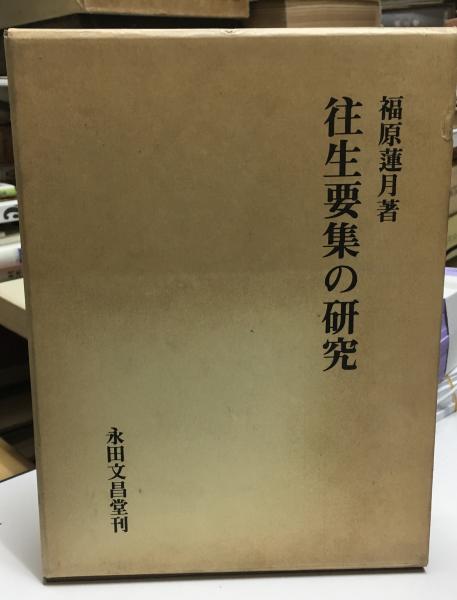 福原蓮月著
往生要集の研究
永田文昌堂刊